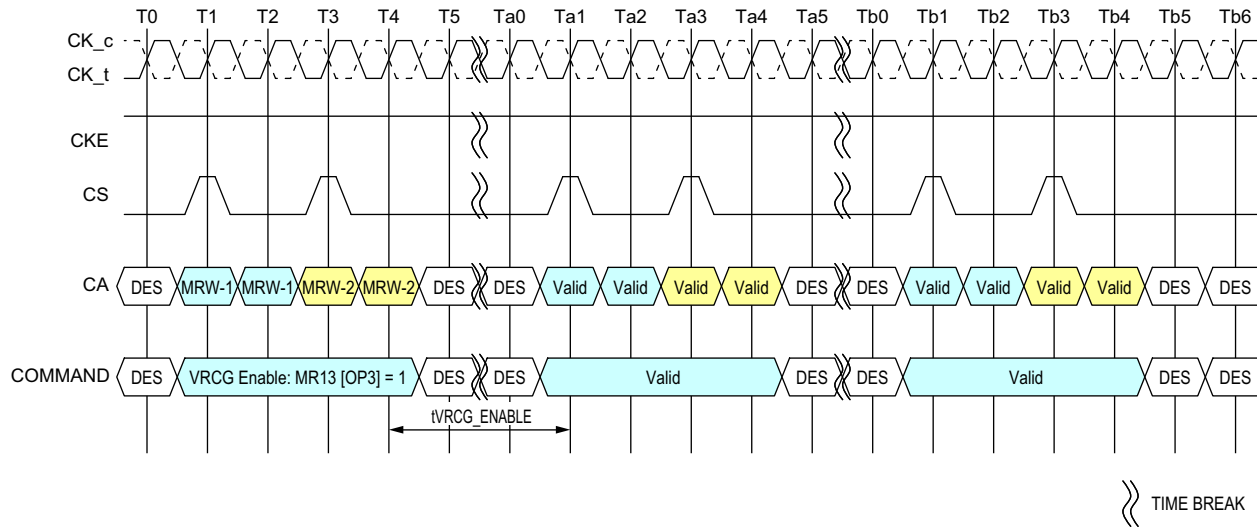 T0 T1 T2 T3 T4 T5 Ta0 Ta1 Ta2 Ta3 Ta4 Ta5 Tb0 Tb1 Tb2 Tb3 Tb4 Tb5 Tb6
CK_c
CK_t
CKE
CS
CA DES MRW-1 MRW-1 MRW-2 MRW-2 DES DES Valid Valid Valid Valid DES DES Valid Valid Valid Valid DES DES
COMMAND DES VRCG Enable: MR13 [OP3] = 1 DES DES Valid DES DES Valid DES DES
tVRCG_ENABLE
TIME BREAK